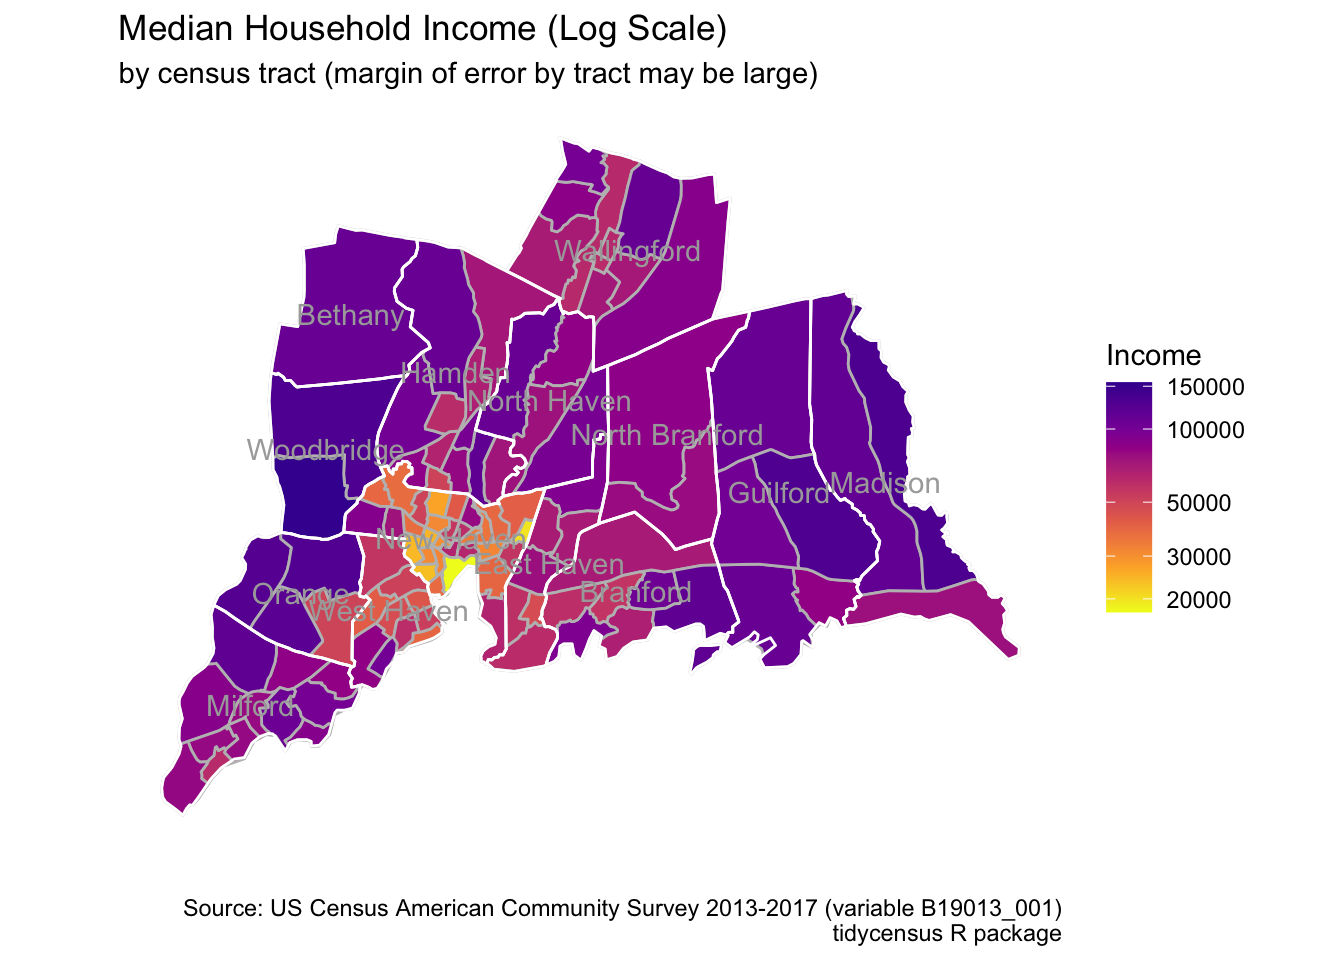 Median Household Income (Log Scale)
by census tract (margin of error by tract may be large)
Wallingford
Bethany
Hamden
North Haven
North Branford
Woodbridge
Guilford
Madison
New Haven
East Haven
Orange
Branford
West Haven
Milford
Income
150000
100000
50000
30000
20000
Source: US Census American Community Survey 2013-2017 (variable B19013_001)
tidycensus R package